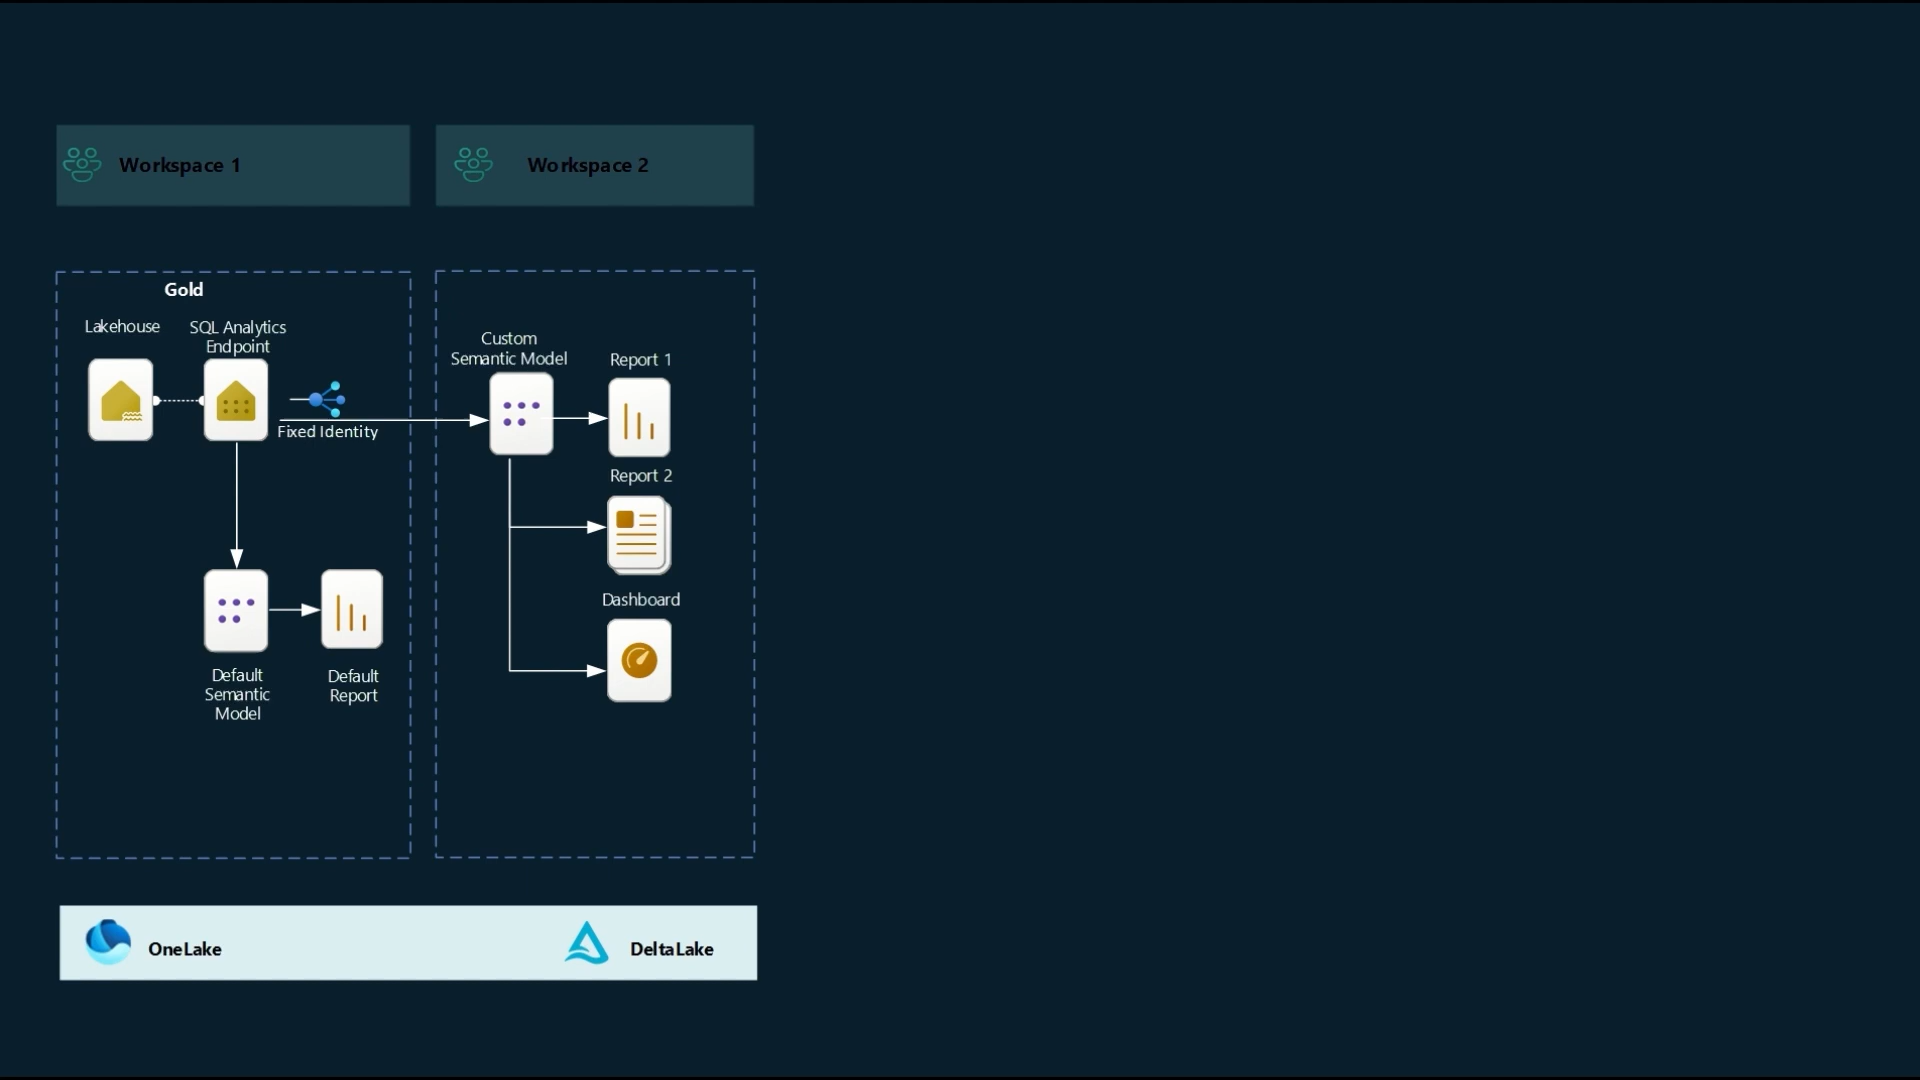 Workspace 1
Workspace 2
Gold
Lakehouse
SQL Analytics
Endpoint
Fixed Identity
Default
Semantic
Model
Default
Report
Custom
Semantic Model
Report 1
Report 2
Dashboard
OneLake
DeltaLake